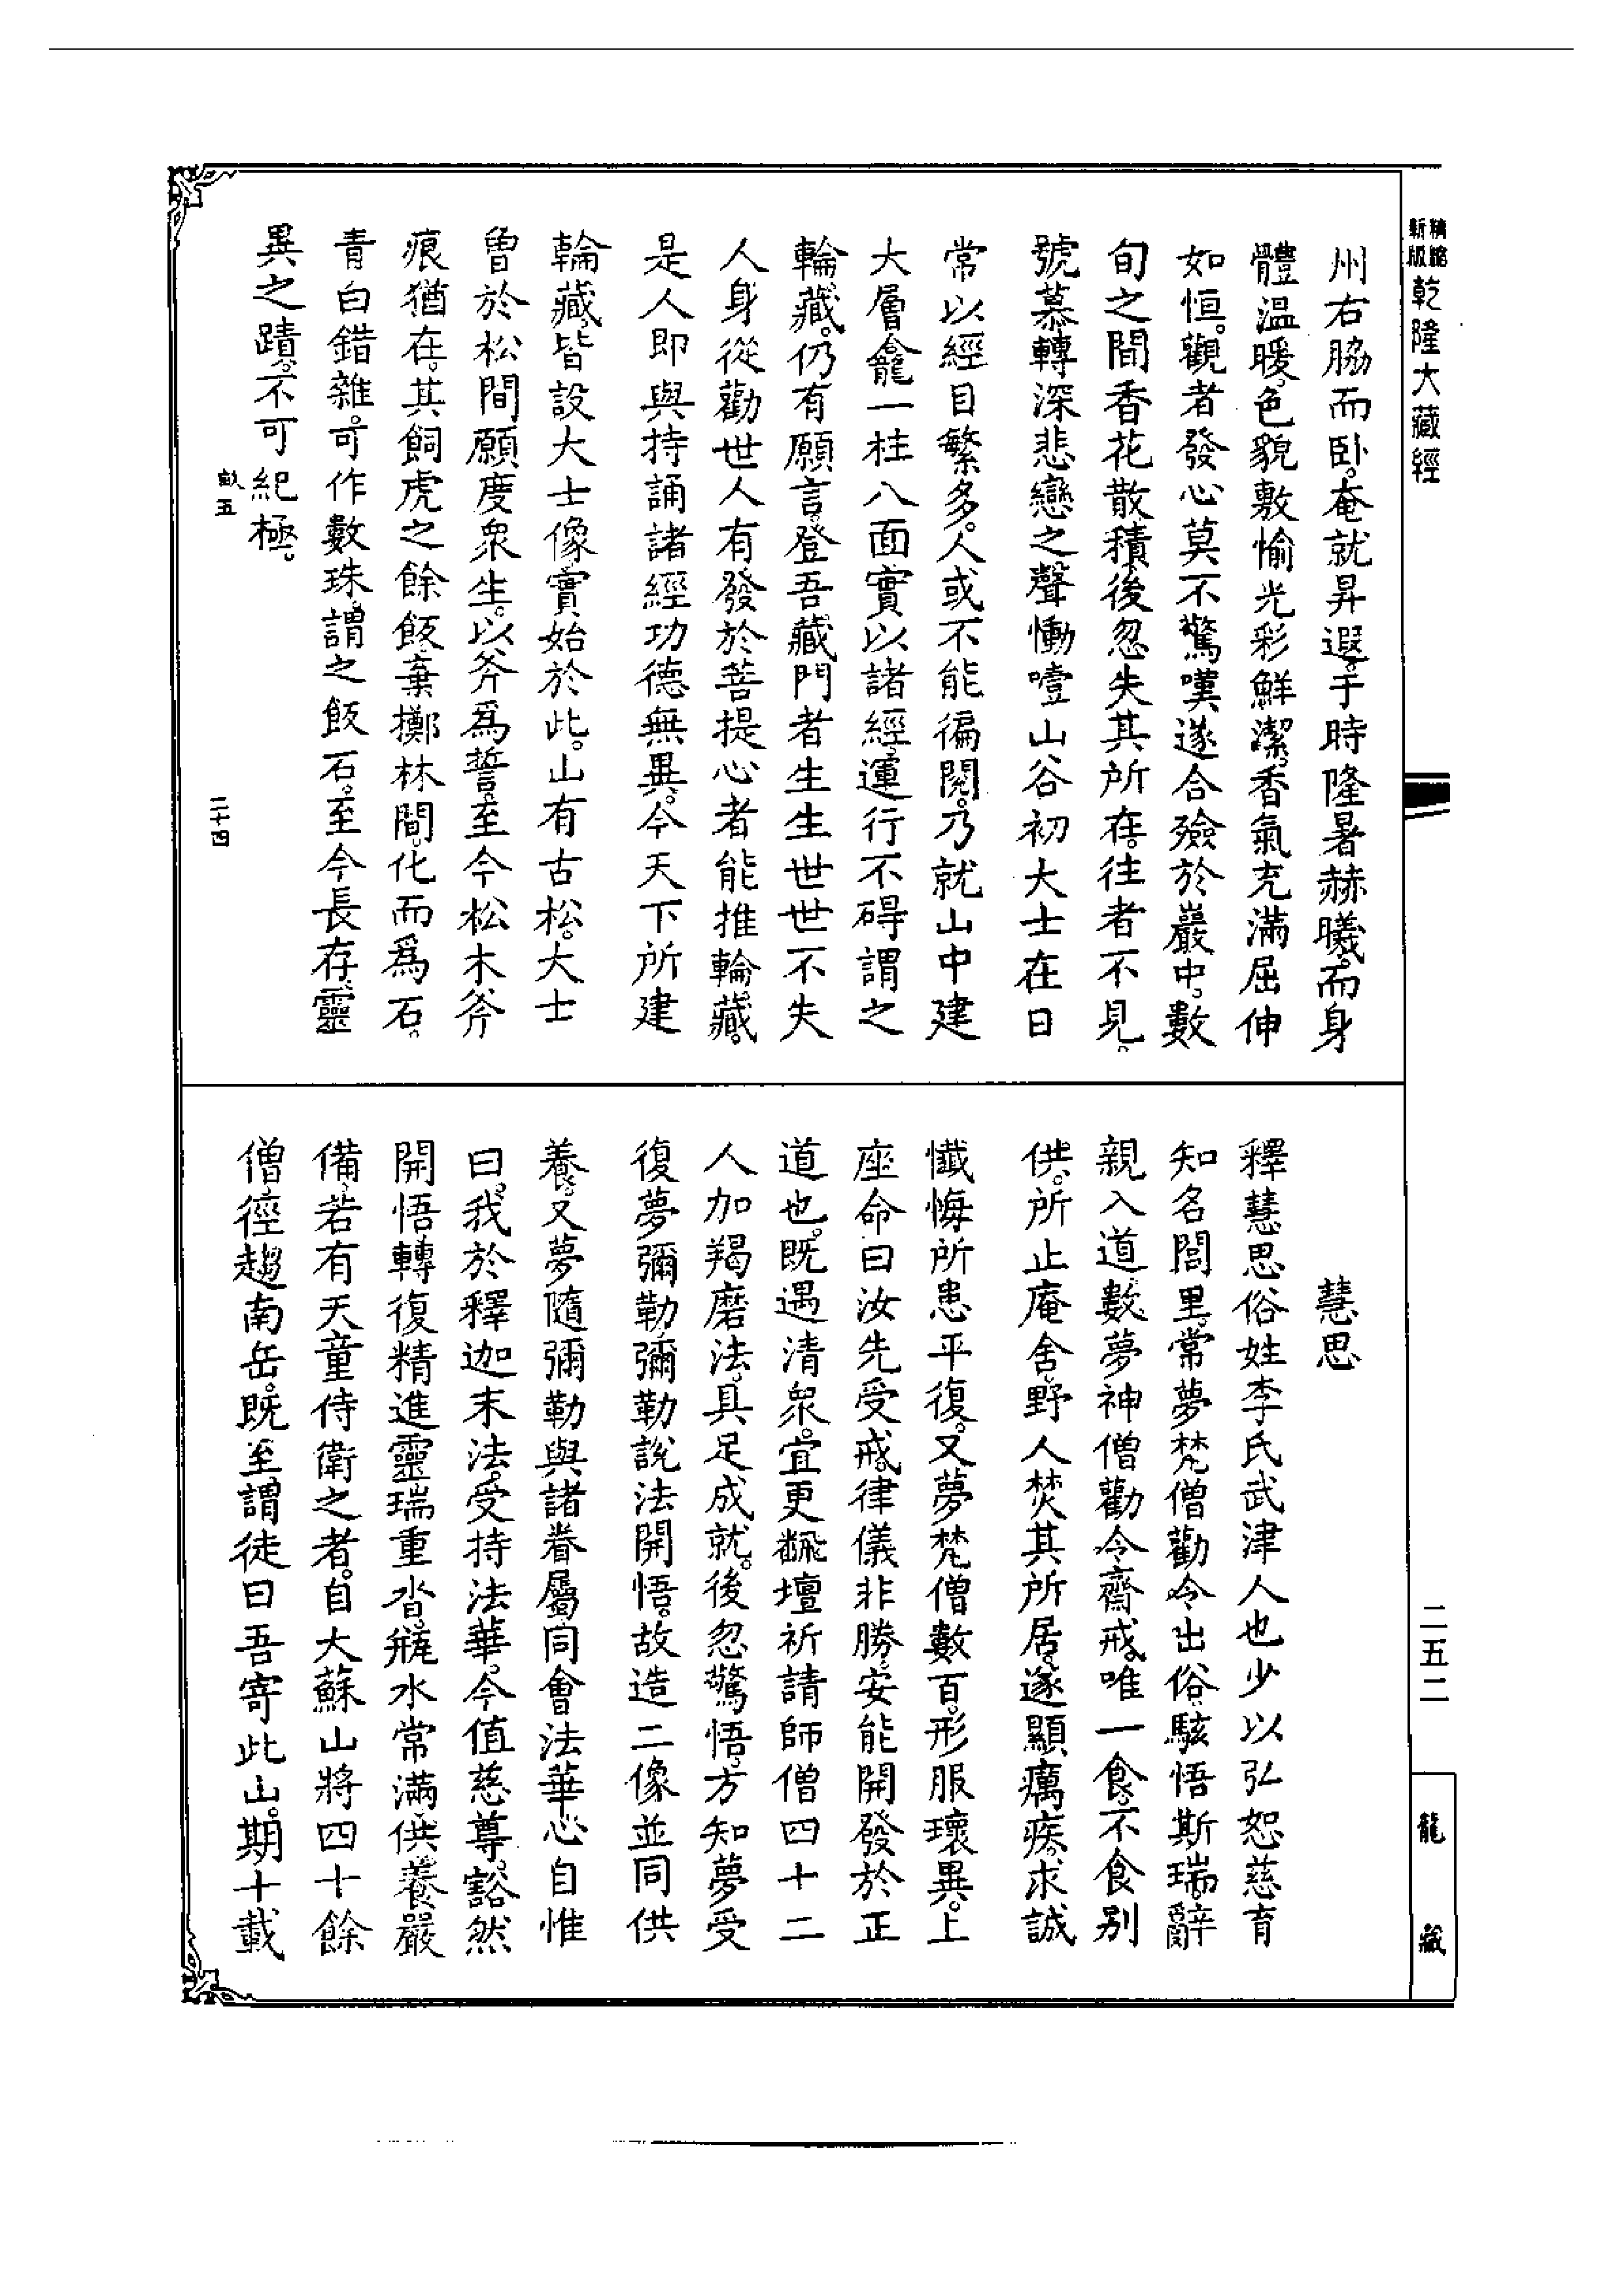 精縮新版乾隆大藏經
州右脇而臥。奄就昇遐。于時隆暑赫曦。而身
體温暖。色貌敷愉光彩鮮潔。香氣充滿屈伸
如恒。觀者發心莫不驚嘆遂合殮於巖中。數
旬之間香花散積後忽失其所在。往者不見。
號慕轉深悲戀之聲慟噎山谷初大士在日
常以經目繁多。人或不能徧閱。乃就山中建
大層龕一柱八面實以諸經。運行不碍謂之
輪藏。仍有願言。登吾藏門者生生世世不失
人身從勸世人有發於菩提心者能推輪藏。
是人即與持誦諸經功德無異。今天下所建
輪藏。皆設大士像。實始於此。山有古松。大士
曾於松間願度衆生。以斧爲誓。至今松木斧
痕猶在。其飼虎之餘飯。棄擲林間。化而爲石。
青白錯雜。可作數珠。謂之飯石。至今長存。靈
異之蹟。不可紀極。
畝五
二十四
慧思
釋慧思俗姓李氏武津人也少以弘恕慈育
知名閭里。常夢梵僧勸令出俗。駭悟斯瑞。辭
親入道。數夢神僧勸令齋戒。唯一食。不食别
供。所止庵舍。野人焚其所居。遂顯癘疾。求誠
懺悔所患平復。又夢梵僧數百。形服瓌異。上
座命曰汝先受戒。律儀非勝。安能開發於正
道也。既遇清衆。宜更飜壇祈請師僧四十二
人加羯磨法。具足成就。後忽驚悟。方知夢受
復夢彌勒彌勒說法開悟。故造二像並同供
養。又夢隨彌勒與諸眷屬。同會法華。心自惟
曰。我於釋迦末法。受持法華。今值慈尊。豁然
開悟轉復精進靈瑞重沓。缾水常滿。供養嚴
備。若有天童侍衛之者。自大蘇山將四十餘
僧。徑趨南岳。既至。謂徒曰吾寄此山。期十載
二五二
龍藏